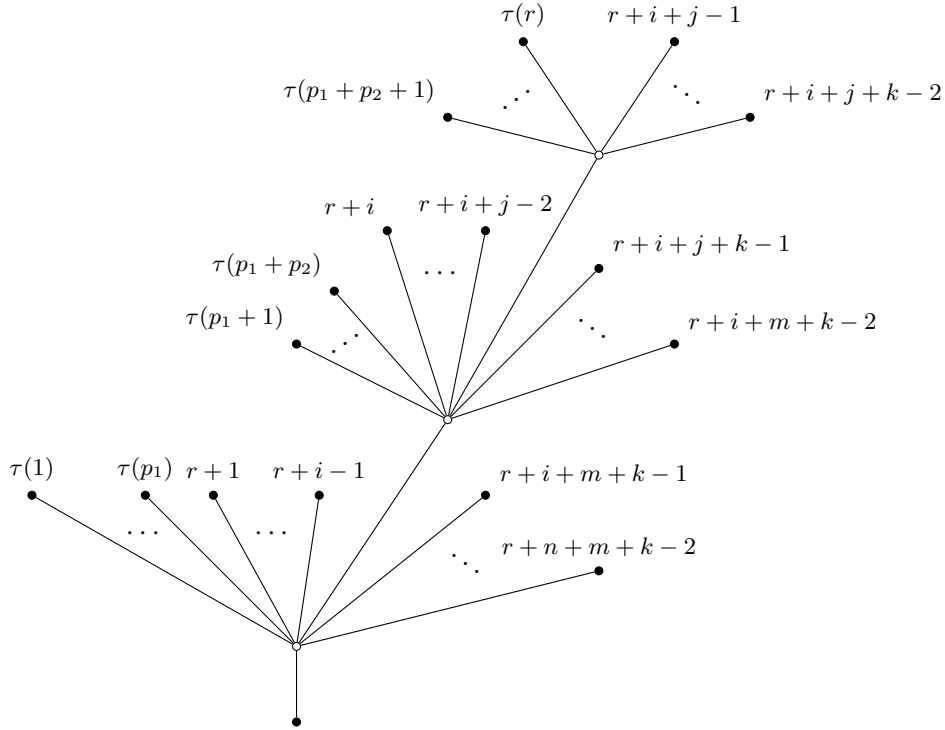 τ(r) r + i + j − 1
τ(p₁ + p₂ + 1) r + i + j + k − 2
r + i r + i + j − 2
r + i + j + k − 1
τ(p₁ + p₂)
τ(p₁ + 1) r + i + m + k − 2
τ(1) τ(p₁) r + 1 r + i − 1 r + i + m + k − 1
r + n + m + k − 2